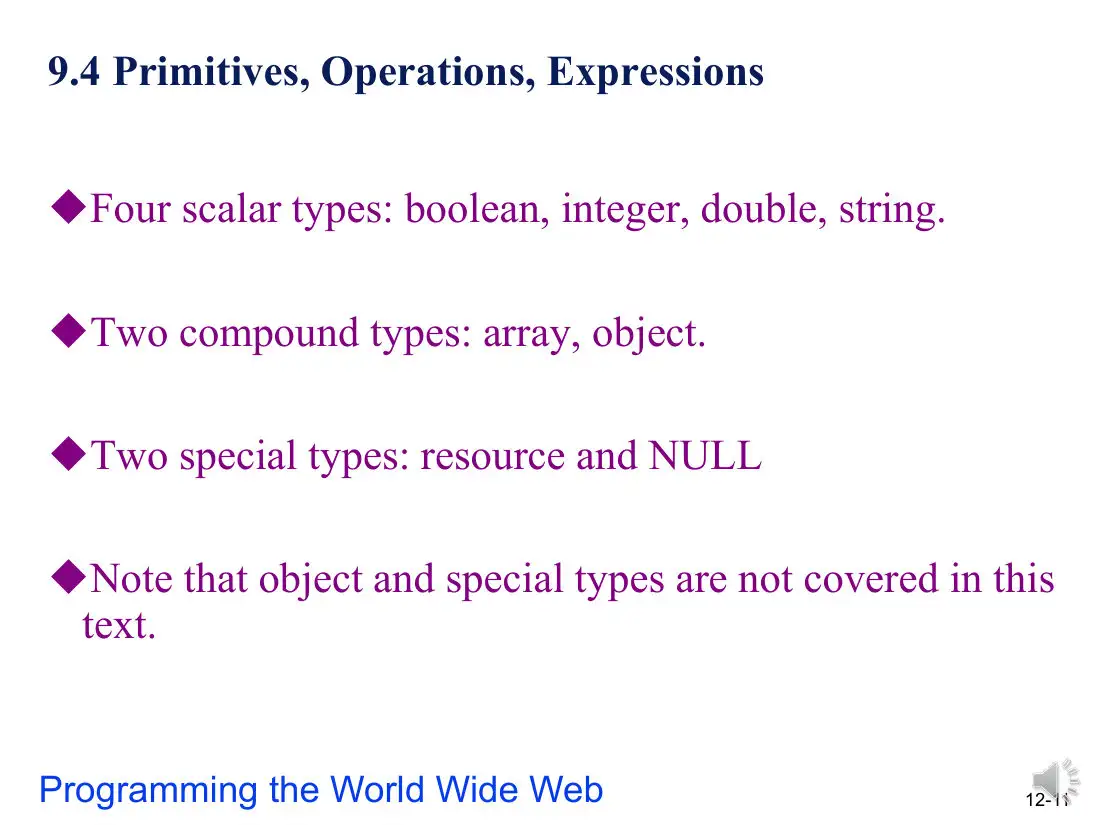 9.4 Primitives, Operations, Expressions
◆Four scalar types: boolean, integer, double, string.
◆Two compound types: array, object.
◆Two special types: resource and NULL
◆Note that object and special types are not covered in this
text.
Programming the World Wide Web
12-11